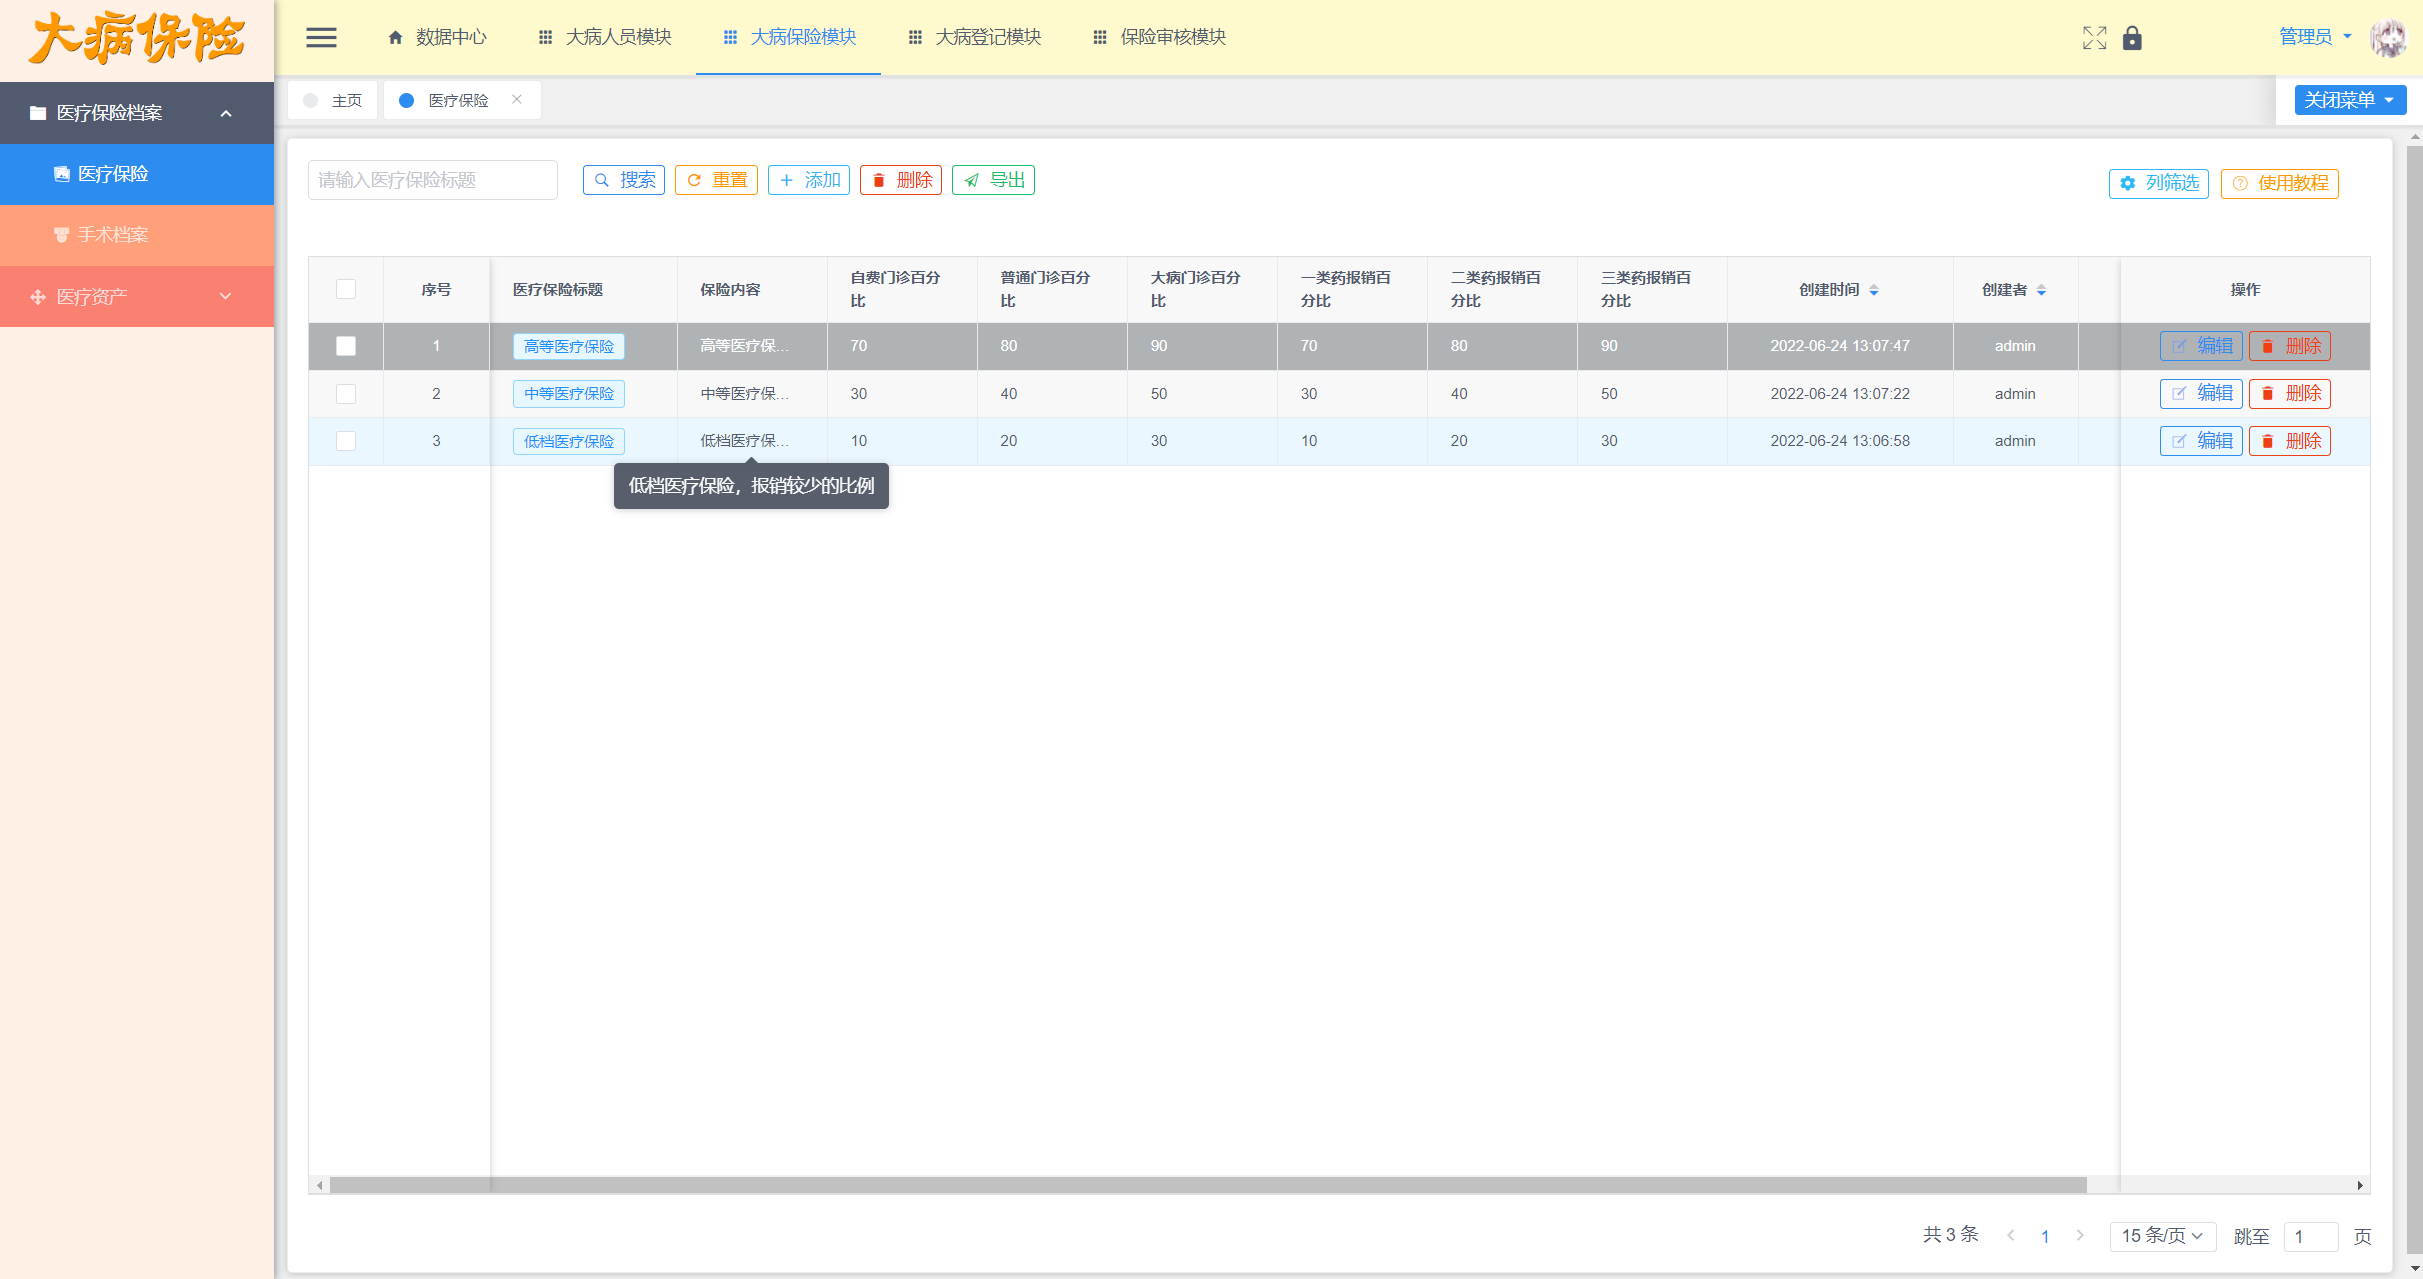 大病保险
数据中心
大病人员模块
大病保险模块
大病登记模块
保险审核模块
管理员
医疗保险档案
医疗保险
手术档案
医疗资产
主页
医疗保险
关闭菜单
请输入医疗保险标题
搜索
重置
添加
删除
导出
列筛选
使用教程
序号 医疗保险标题 保险内容 自费门诊百分比 普通门诊百分比 大病门诊百分比 一类药报销百分比 二类药报销百分比 三类药报销百分比 创建时间 创建者 操作
1 高等医疗保险 高等医疗保... 70 80 90 70 80 90 2022-06-24 13:07:47 admin 编辑 删除
2 中等医疗保险 中等医疗保... 30 40 50 30 40 50 2022-06-24 13:07:22 admin 编辑 删除
3 低档医疗保险 低档医疗保... 10 20 30 10 20 30 2022-06-24 13:06:58 admin 编辑 删除
低档医疗保险，报销较少的比例
共 3 条 1 15 条/页 跳至 1 页